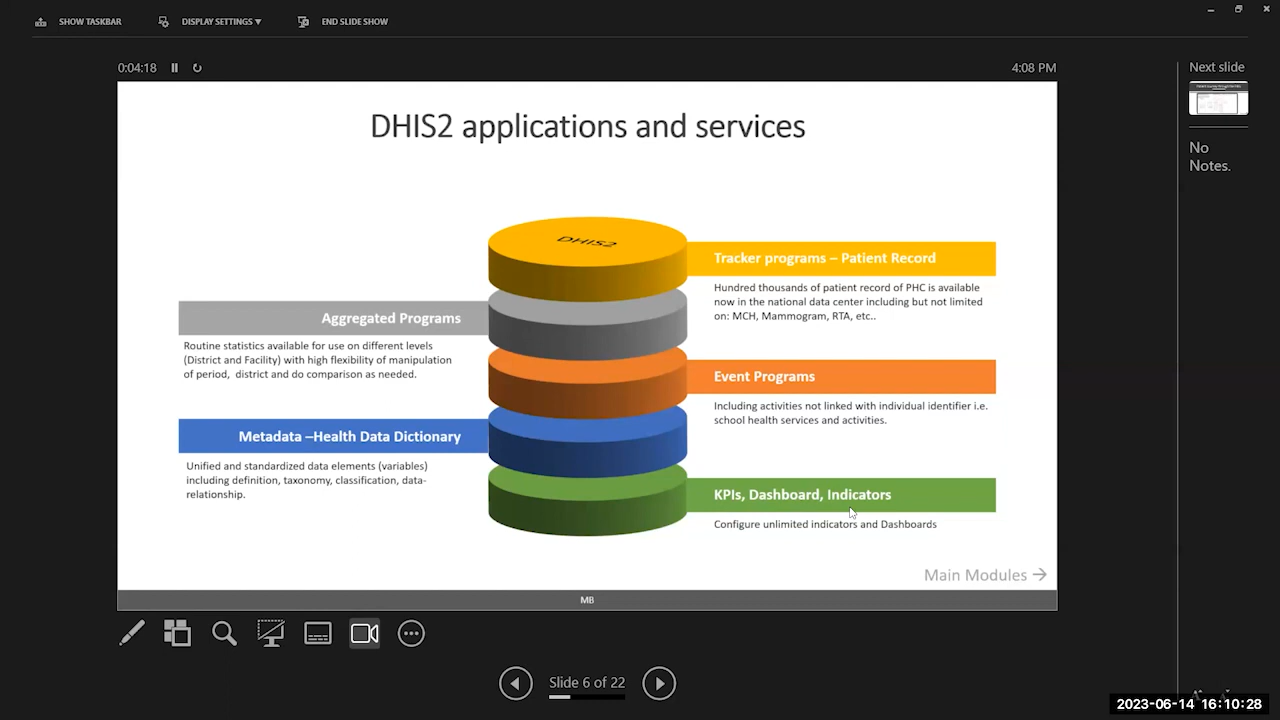 SHOW TASKBAR
DISPLAY SETTINGS
END SLIDE SHOW
0:04:18
4:08 PM
Next slide
No
Notes.
DHIS2 applications and services
DHIS2
Tracker programs – Patient Record
Hundred thousands of patient record of PHC is available
now in the national data center including but not limited
on: MCH, Mammogram, RTA, etc..
Aggregated Programs
Routine statistics available for use on different levels
(District and Facility) with high flexibility of manipulation
of period, district and do comparison as needed.
Event Programs
Including activities not linked with individual identifier i.e.
school health services and activities.
Metadata –Health Data Dictionary
Unified and standardized data elements (variables)
including definition, taxonomy, classification, data-
relationship.
KPIs, Dashboard, Indicators
Configure unlimited indicators and Dashboards
Main Modules
MB
Slide 6 of 22
2023-06-14 16:10:28